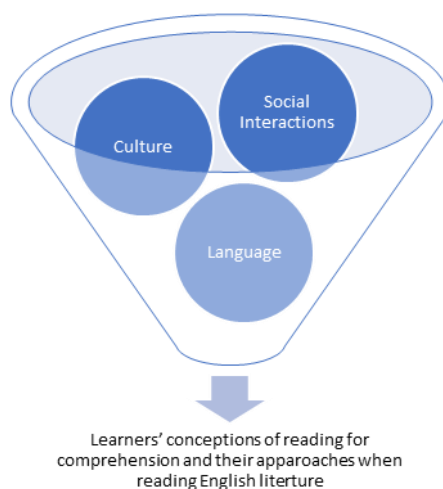 Social
Interactions
Culture
Language
Learners' conceptions of reading for
comprehension and their apparoaches when
reading English literture